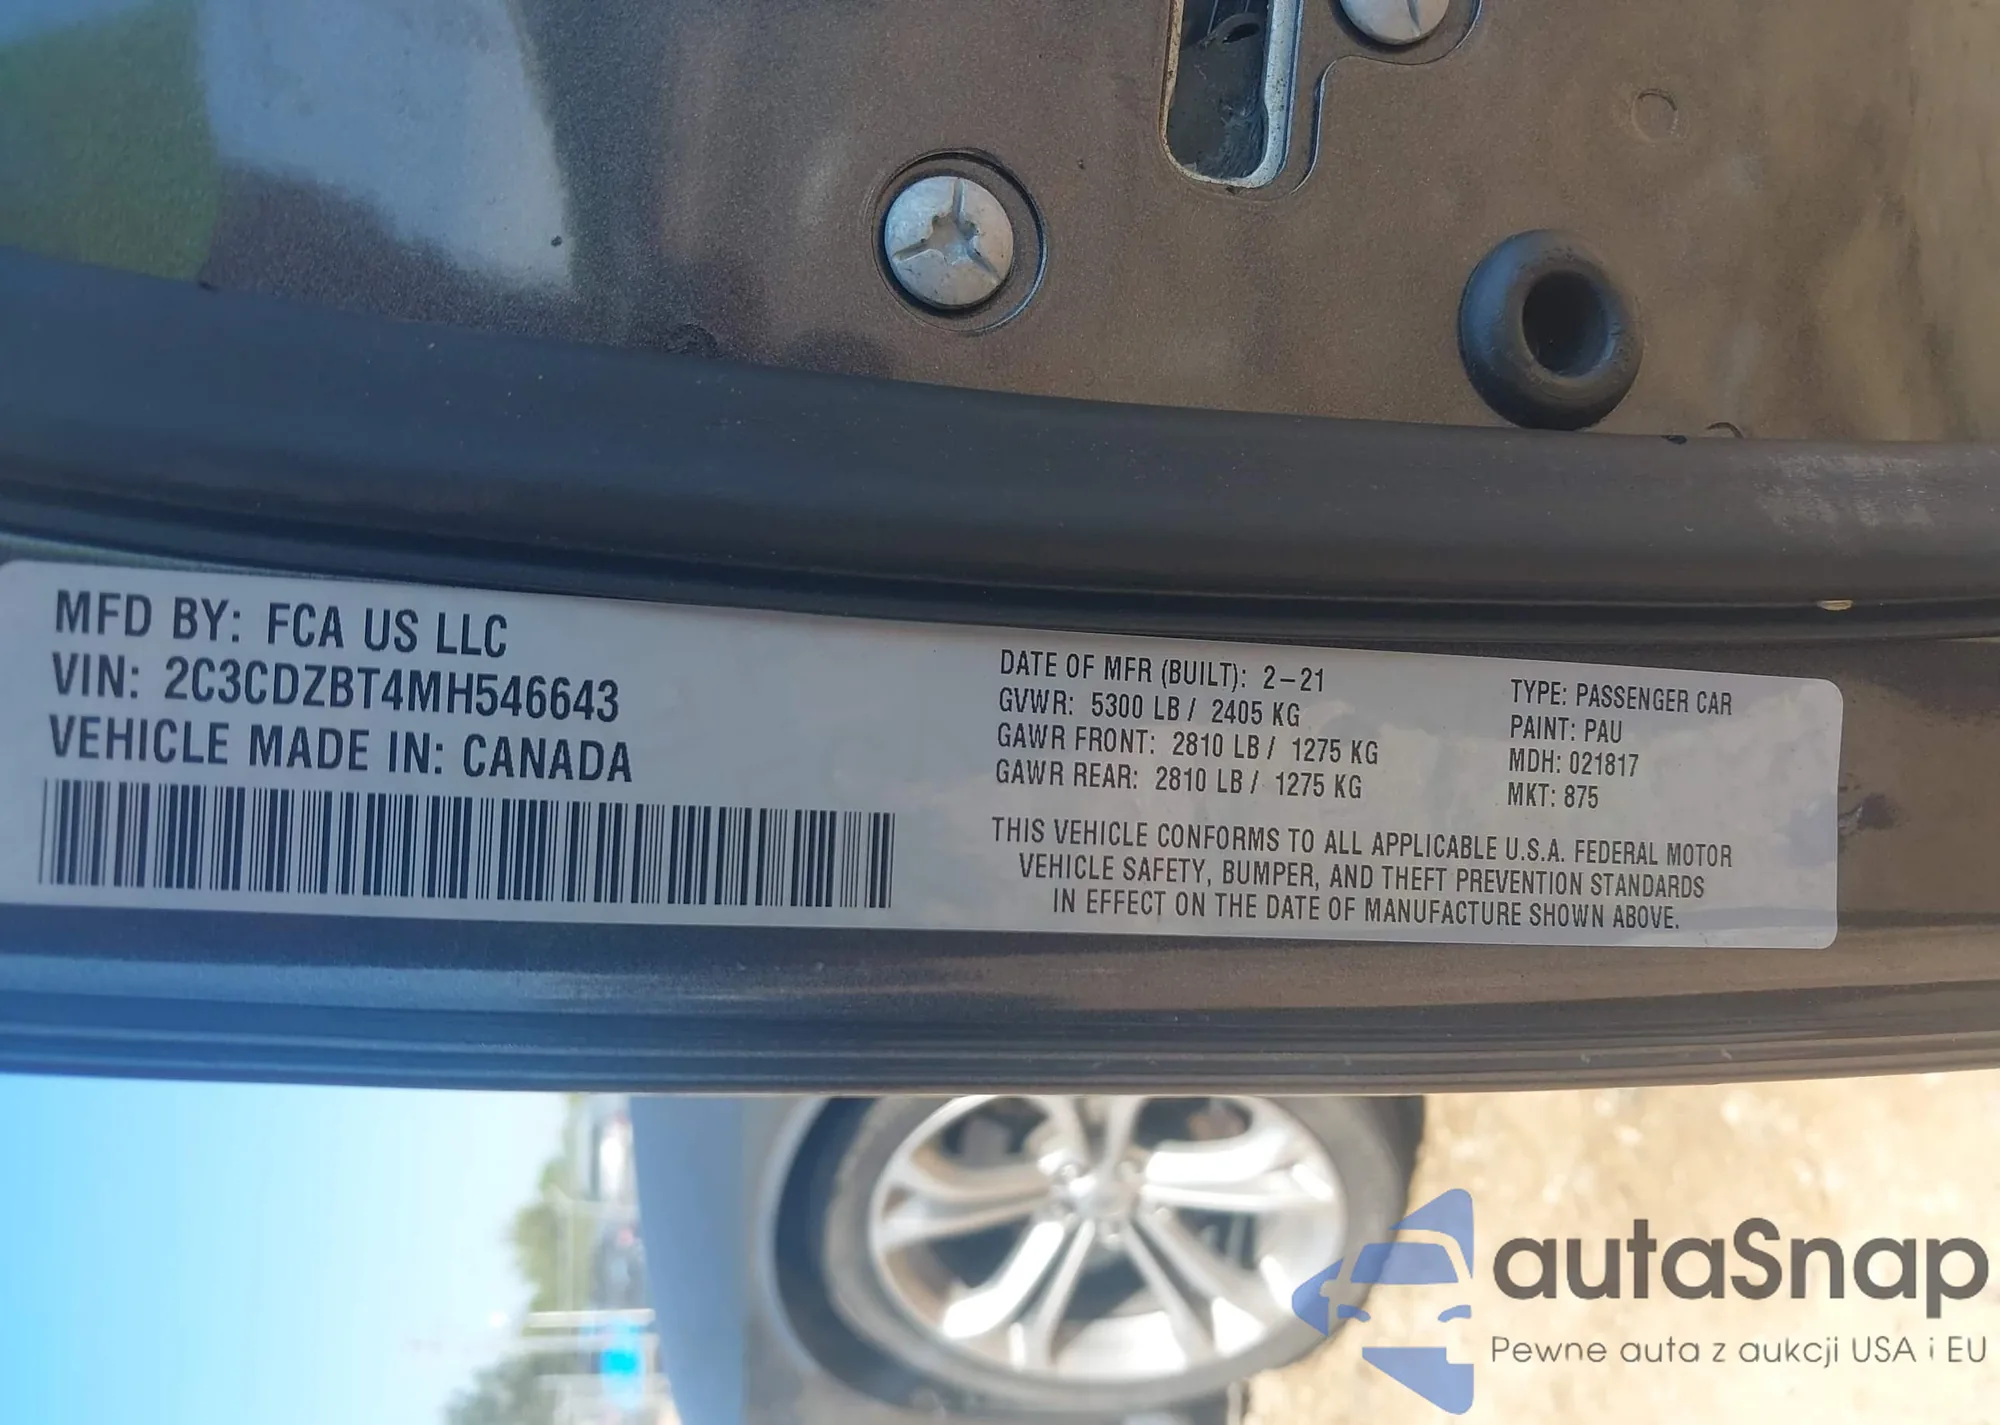 MFD BY: FCA US LLC
VIN: 2C3CDZBT4MH546643
VEHICLE MADE IN: CANADA
DATE OF MFR (BUILT): 2-21
GVWR: 5300 LB / 2405 KG
GAWR FRONT: 2810 LB / 1275 KG
GAWR REAR: 2810 LB / 1275 KG
TYPE: PASSENGER CAR
PAINT: PAU
MDH: 021817
MKT: 875
THIS VEHICLE CONFORMS TO ALL APPLICABLE U.S.A. FEDERAL MOTOR
VEHICLE SAFETY, BUMPER, AND THEFT PREVENTION STANDARDS
IN EFFECT ON THE DATE OF MANUFACTURE SHOWN ABOVE.
autaSnap
Pewne auta z aukcji USA i EU